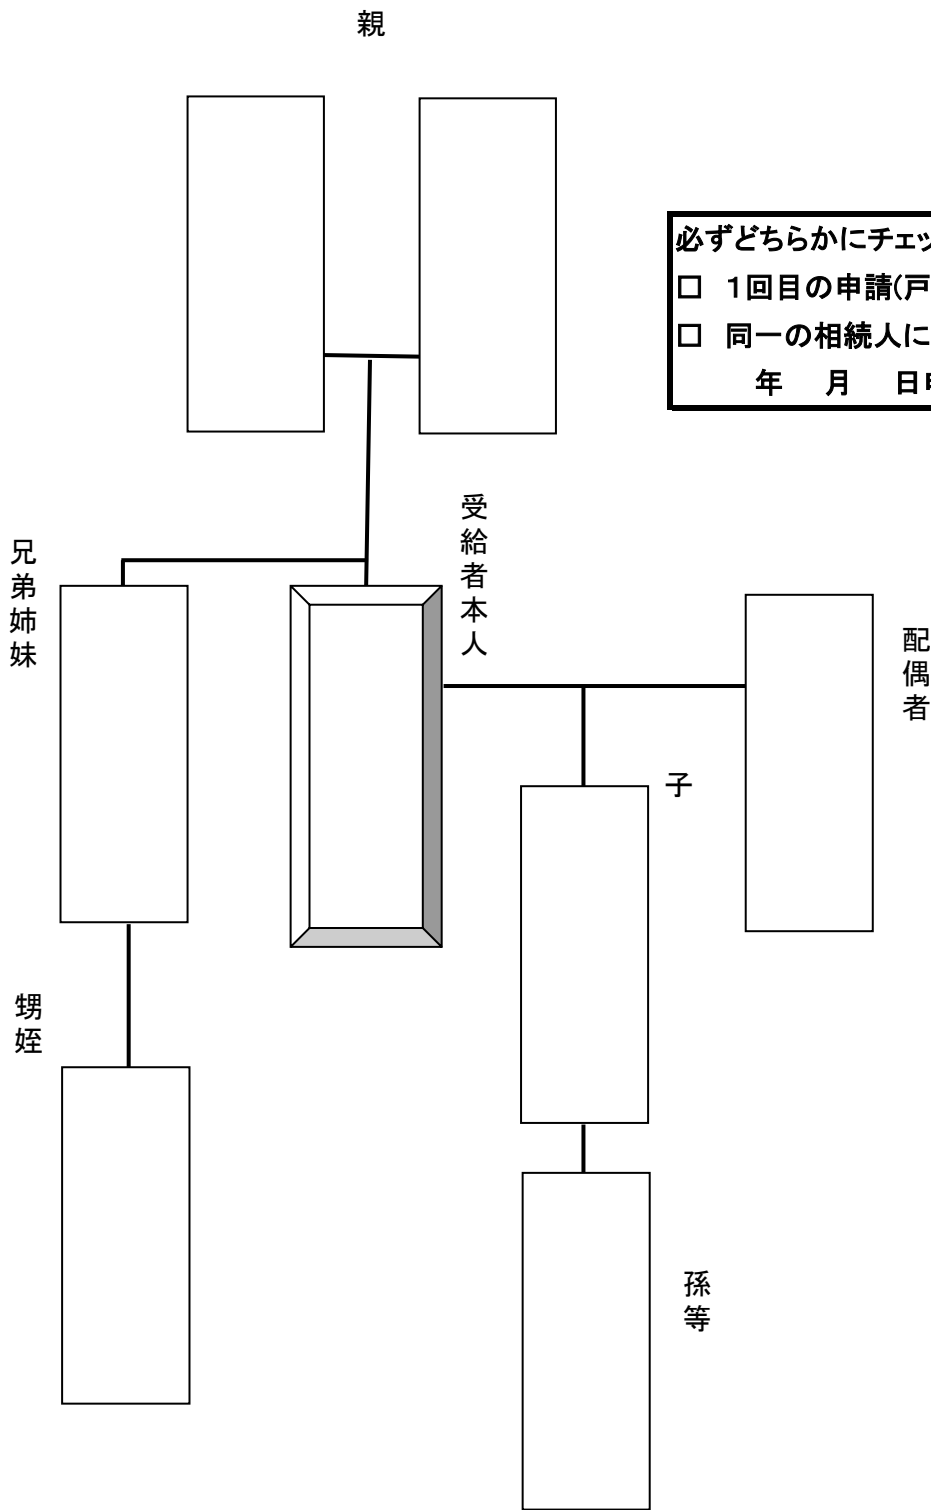 親
必ずどちらかにチェッ
□ 1回目の申請(戸
□ 同一の相続人に
年 月 日
受給者本人
兄弟姉妹
配偶者
子
甥姪
孫等